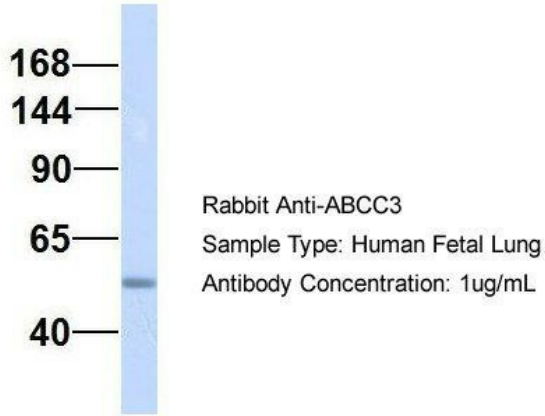 168
144
90
65
40
Rabbit Anti-ABCC3
Sample Type: Human Fetal Lung
Antibody Concentration: 1ug/mL